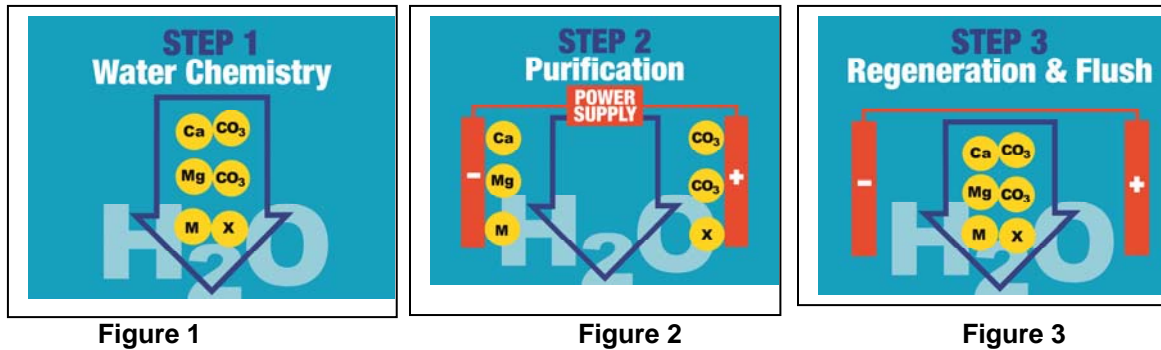 STEP 1
Water Chemistry
Ca CO₃
Mg CO₃
M X
H₂O
Figure 1
STEP 2
Purification
POWER
SUPPLY
Ca CO₃
- Mg CO₃ +
M X
H₂O
Figure 2
STEP 3
Regeneration & Flush
Ca CO₃
- Mg CO₃ +
M X
H₂O
Figure 3